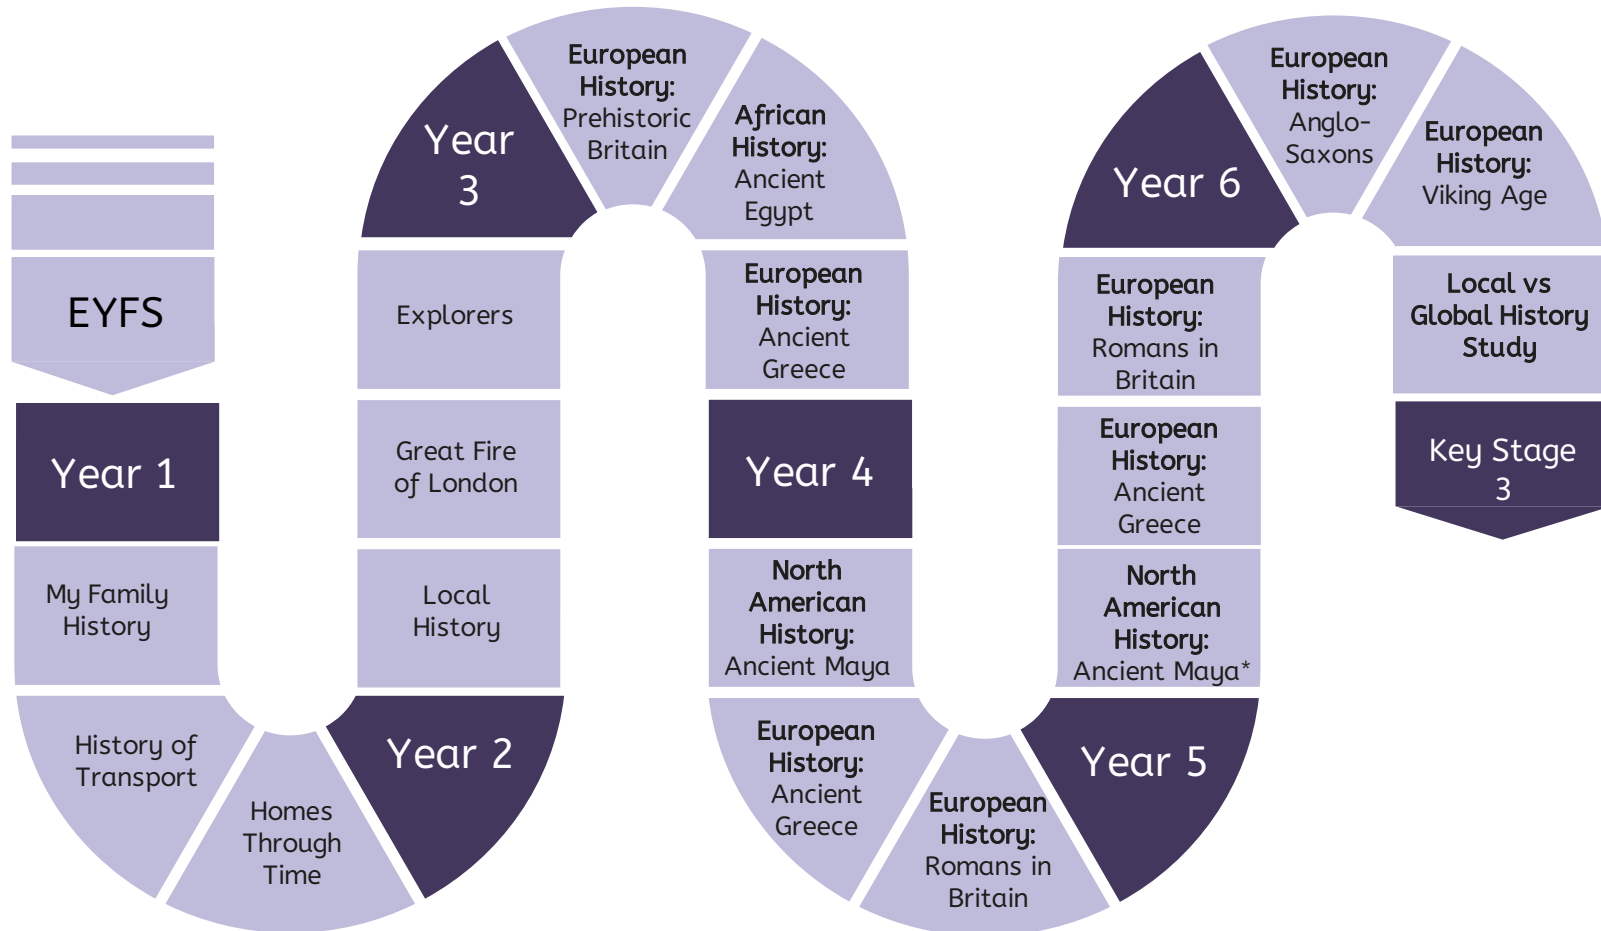 EYFS
Year 1
My Family
History
History of
Transport
Homes
Through
Time
Year 2
Local
History
Great Fire
of London
Explorers
Year
3
European
History:
Prehistoric
Britain
African
History:
Ancient
Egypt
European
History:
Ancient
Greece
Year 4
North
American
History:
Ancient Maya
European
History:
Ancient
Greece
European
History:
Romans in
Britain
Year 5
North
American
History:
Ancient Maya*
European
History:
Ancient
Greece
European
History:
Romans in
Britain
Year 6
European
History:
Anglo-
Saxons
European
History:
Viking Age
Local vs
Global History
Study
Key Stage
3